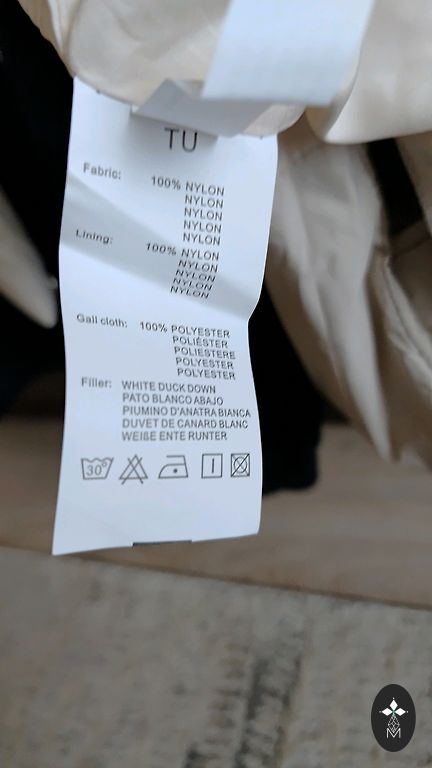 TU
Fabric: 100% NYLON
NYLON
NYLON
NYLON
NYLON
Lining: 100% NYLON
NYLON
NYLON
NYLON
NYLON
Gall cloth: 100% POLYESTER
POLIÉSTER
POLIESTERE
POLYESTER
POLYESTER
Filler: WHITE DUCK DOWN
PATO BLANCO ABAJO
PIUMINO D'ANATRA BIANCA
DUVET DE CANARD BLANC
WEIßE ENTE RUNTER
30°
M